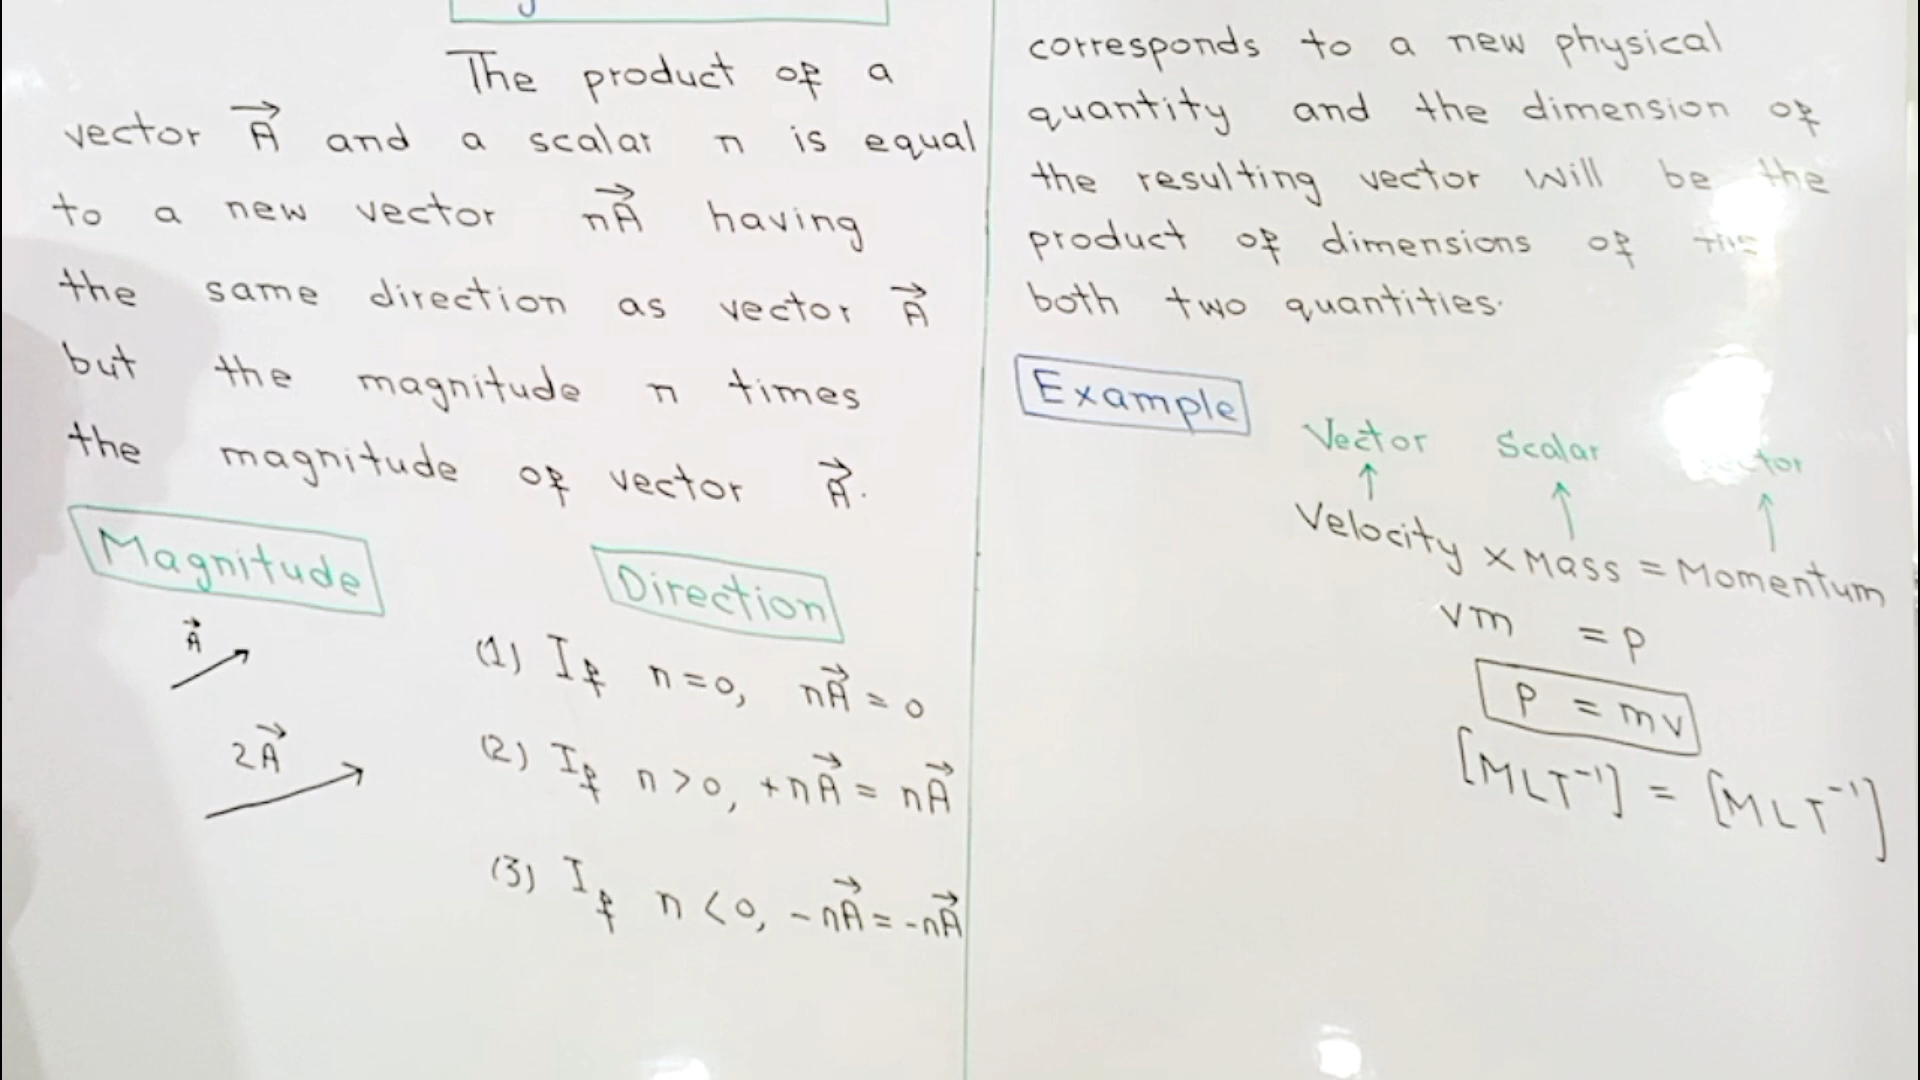 The product of a
vector A⃗ and a scalar n is equal
to a new vector nA⃗ having
the same direction as vector A⃗
but the magnitude n times
the magnitude of vector A⃗.
Magnitude
A⃗
2A⃗
Direction
(1) If n=0, nA⃗ = 0
(2) If n>0, +nA⃗ = nA⃗
(3) If n<0, -nA⃗ = -nA⃗
corresponds to a new physical
quantity and the dimension of
the resulting vector will be the
product of dimensions of the
both two quantities.
Example
Vector Scalar
↑ ↑ ↑
Velocity × Mass = Momentum
vm = P
P = mv
[MLT⁻¹] = [MLT⁻¹]